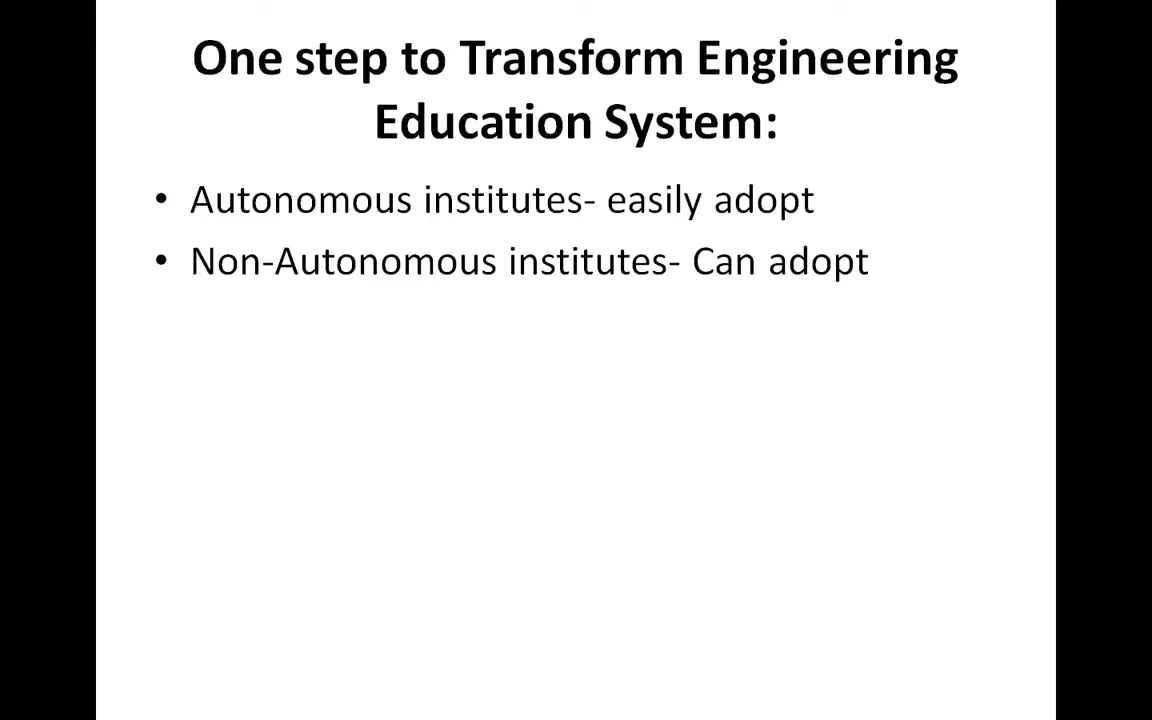 One step to Transform Engineering
Education System:
• Autonomous institutes- easily adopt
• Non-Autonomous institutes- Can adopt